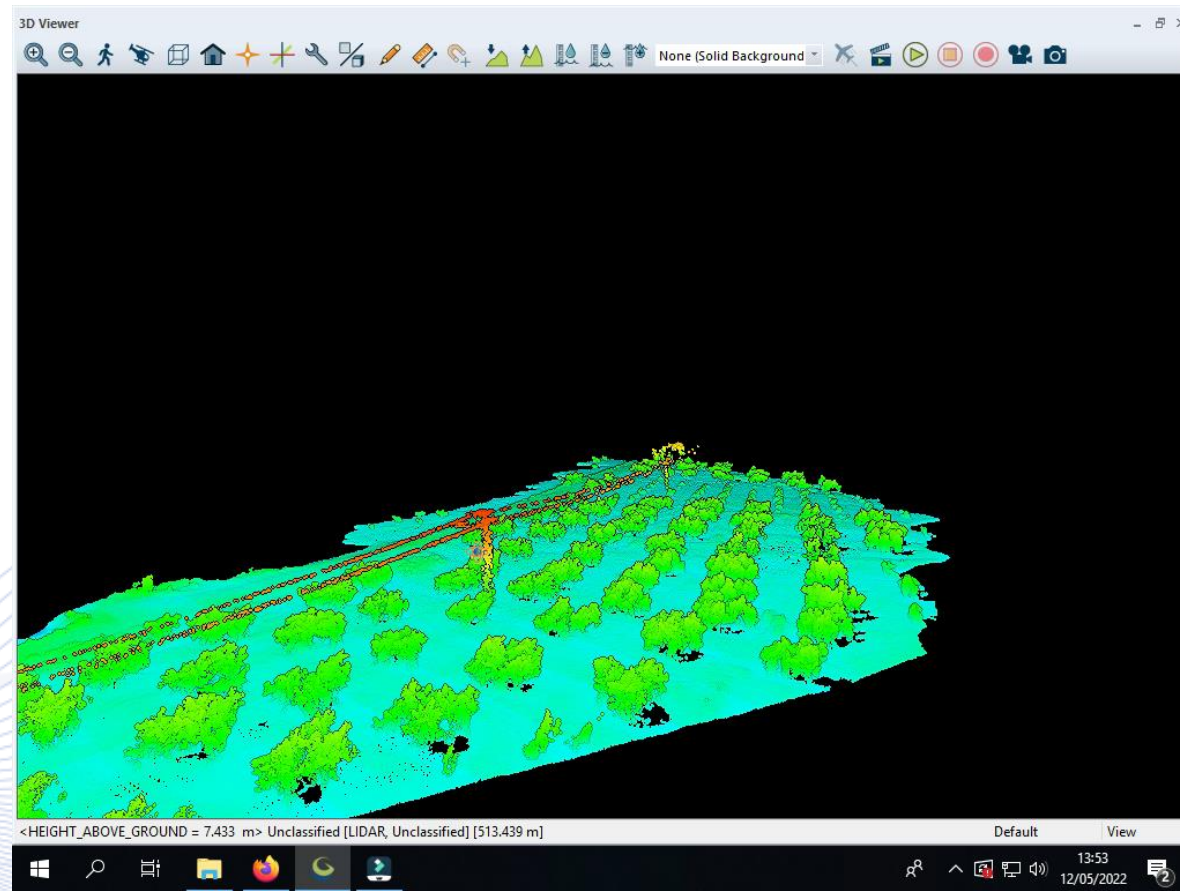 3D Viewer
None (Solid Background
<HEIGHT_ABOVE_GROUND = 7.433 m> Unclassified [LIDAR, Unclassified] [513.439 m]
Default
View
13:53
12/05/2022
2